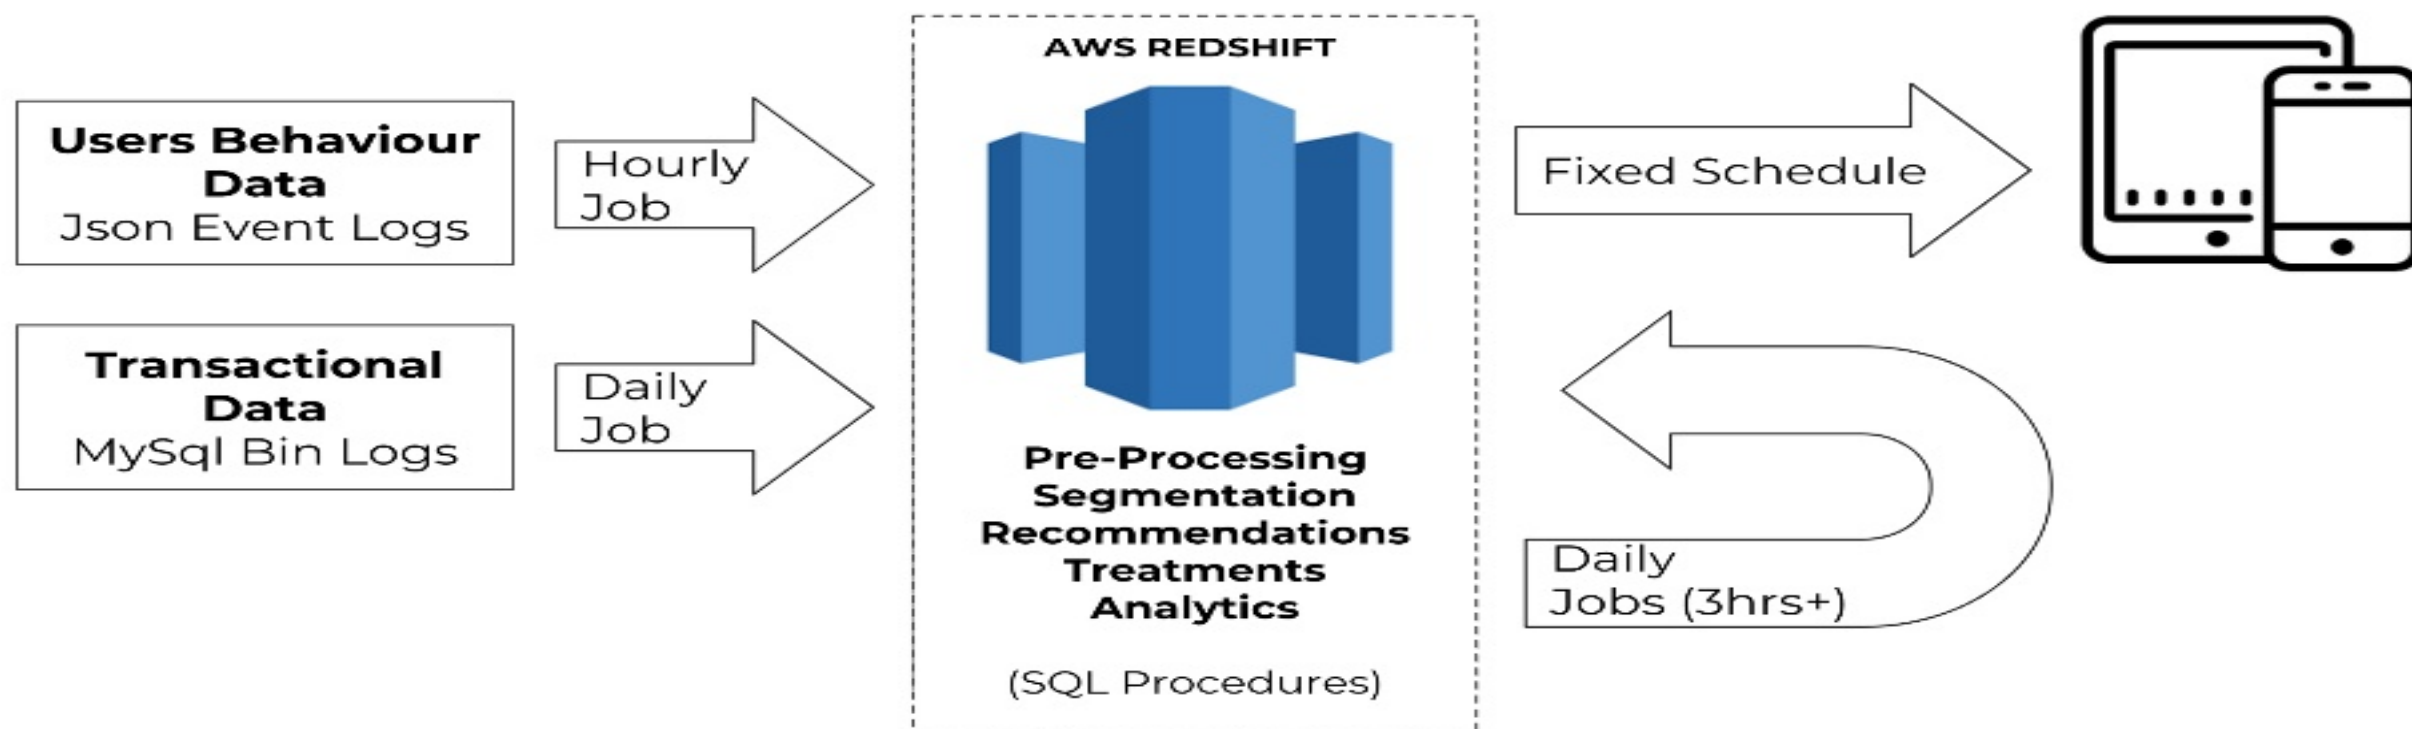 Users Behaviour
Data
Json Event Logs
Hourly
Job
Transactional
Data
MySql Bin Logs
Daily
Job
AWS REDSHIFT
Pre-Processing
Segmentation
Recommendations
Treatments
Analytics
(SQL Procedures)
Fixed Schedule
Daily
Jobs (3hrs+)